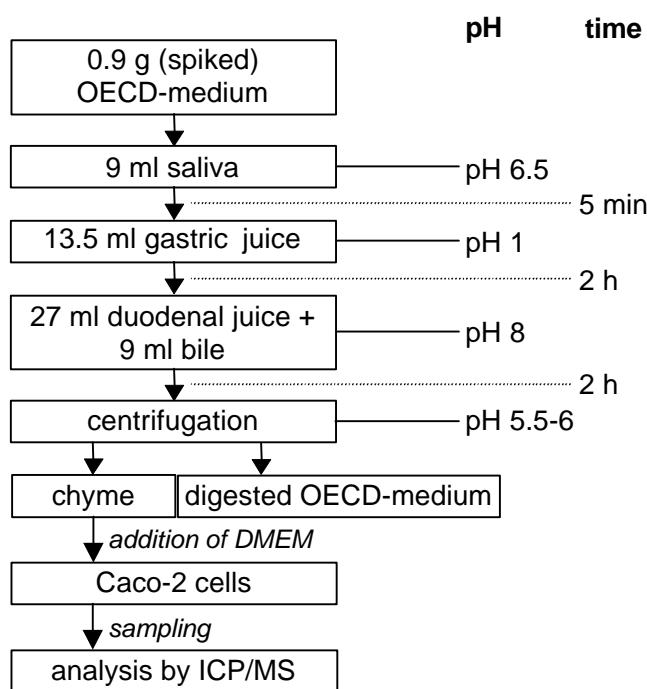 pH time
0.9 g (spiked)
OECD-medium
9 ml saliva
pH 6.5
5 min
13.5 ml gastric juice
pH 1
2 h
27 ml duodenal juice +
9 ml bile
pH 8
2 h
centrifugation
pH 5.5-6
chyme digested OECD-medium
addition of DMEM
Caco-2 cells
sampling
analysis by ICP/MS